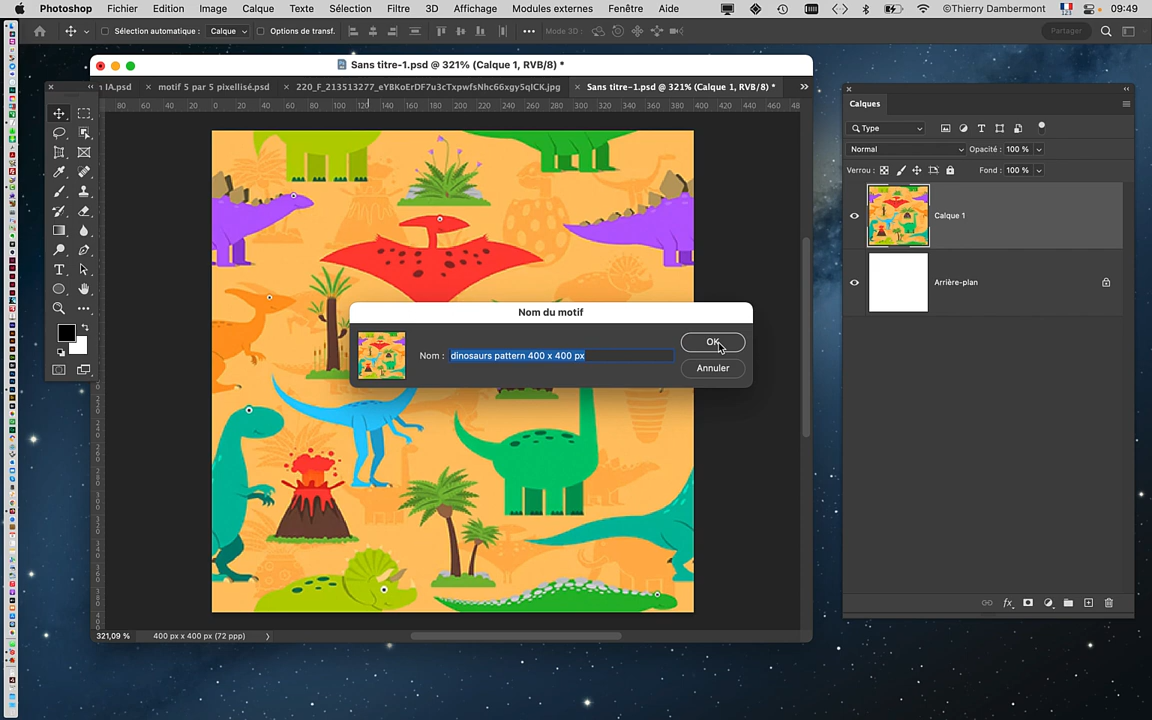 Photoshop Fichier Edition Image Calque Texte Sélection Filtre 3D Affichage Modules externes Fenêtre Aide ©Thierry Dambermont 123 09:49
Sélection automatique : Calque Options de transf. Mode 3D : Partager
Sans titre-1.psd @ 321% (Calque 1, RVB/8) *
n IA.psd × motif 5 par 5 pixellisé.psd × 220_F_213513277_eYBKoErDF7u3cTxpwfsNhc66xgy5qICK.jpg × Sans titre-1.psd @ 321% (Calque 1, RVB/8) *
Calques
Type
Normal Opacité : 100 %
Verrou : Fond : 100 %
Calque 1
Arrière-plan
Nom du motif
Nom : dinosaurs pattern 400 x 400 px
OK
Annuler
321,09 % 400 px x 400 px (72 ppp)